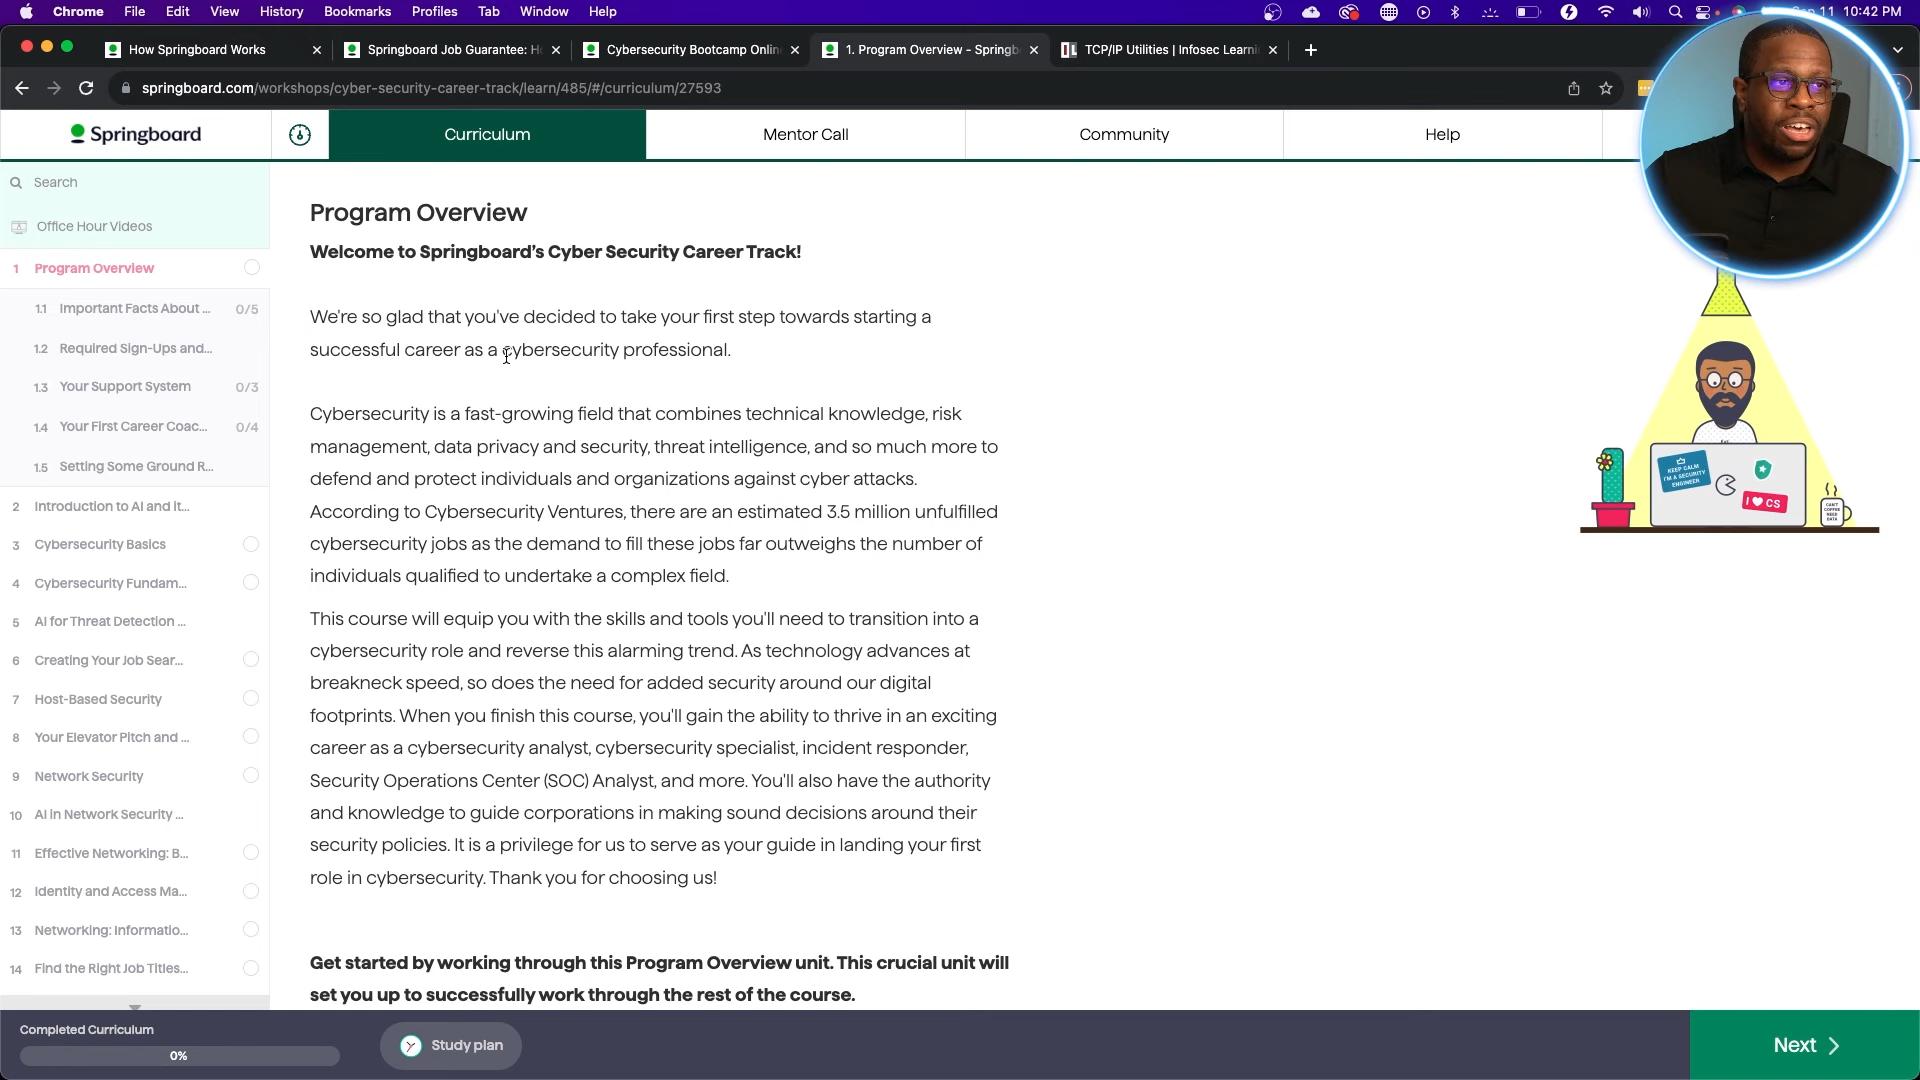 Chrome File Edit View History Bookmarks Profiles Tab Window Help
11 10:42 PM
How Springboard Works
Springboard Job Guarantee:
Cybersecurity Bootcamp Onlin
1. Program Overview - Springb
TCP/IP Utilities | Infosec Learni
springboard.com/workshops/cyber-security-career-track/learn/485/#/curriculum/27593
Springboard
Curriculum
Mentor Call
Community
Help
Search
Office Hour Videos
1 Program Overview
1.1 Important Facts About ... 0/5
1.2 Required Sign-Ups and...
1.3 Your Support System 0/3
1.4 Your First Career Coac... 0/4
1.5 Setting Some Ground R...
2 Introduction to AI and It...
3 Cybersecurity Basics
4 Cybersecurity Fundam...
5 AI for Threat Detection ...
6 Creating Your Job Sear...
7 Host-Based Security
8 Your Elevator Pitch and ...
9 Network Security
10 AI in Network Security ...
11 Effective Networking: B...
12 Identity and Access Ma...
13 Networking: Informatio...
14 Find the Right Job Titles...
Program Overview
Welcome to Springboard’s Cyber Security Career Track!
We're so glad that you've decided to take your first step towards starting a
successful career as a cybersecurity professional.
Cybersecurity is a fast-growing field that combines technical knowledge, risk
management, data privacy and security, threat intelligence, and so much more to
defend and protect individuals and organizations against cyber attacks.
According to Cybersecurity Ventures, there are an estimated 3.5 million unfulfilled
cybersecurity jobs as the demand to fill these jobs far outweighs the number of
individuals qualified to undertake a complex field.
This course will equip you with the skills and tools you'll need to transition into a
cybersecurity role and reverse this alarming trend. As technology advances at
breakneck speed, so does the need for added security around our digital
footprints. When you finish this course, you'll gain the ability to thrive in an exciting
career as a cybersecurity analyst, cybersecurity specialist, incident responder,
Security Operations Center (SOC) Analyst, and more. You'll also have the authority
and knowledge to guide corporations in making sound decisions around their
security policies. It is a privilege for us to serve as your guide in landing your first
role in cybersecurity. Thank you for choosing us!
Get started by working through this Program Overview unit. This crucial unit will
set you up to successfully work through the rest of the course.
KEEP CALM
I'M A SECURITY
ENGINEER
I CS
CAN'T
COFFEE
NEED
DATA
Completed Curriculum
0%
Study plan
Next